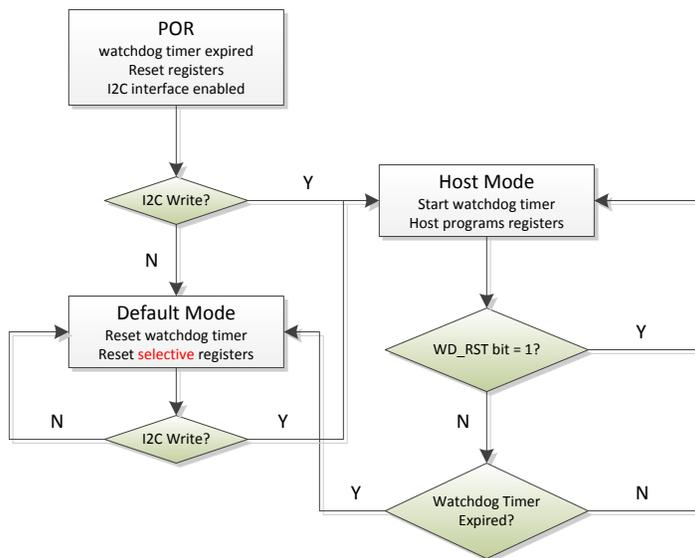 POR
watchdog timer expired
Reset registers
I2C interface enabled
I2C Write?
Y
N
Host Mode
Start watchdog timer
Host programs registers
Default Mode
Reset watchdog timer
Reset selective registers
WD_RST bit = 1?
Y
N
I2C Write?
N
Y
Watchdog Timer
Expired?
Y
N